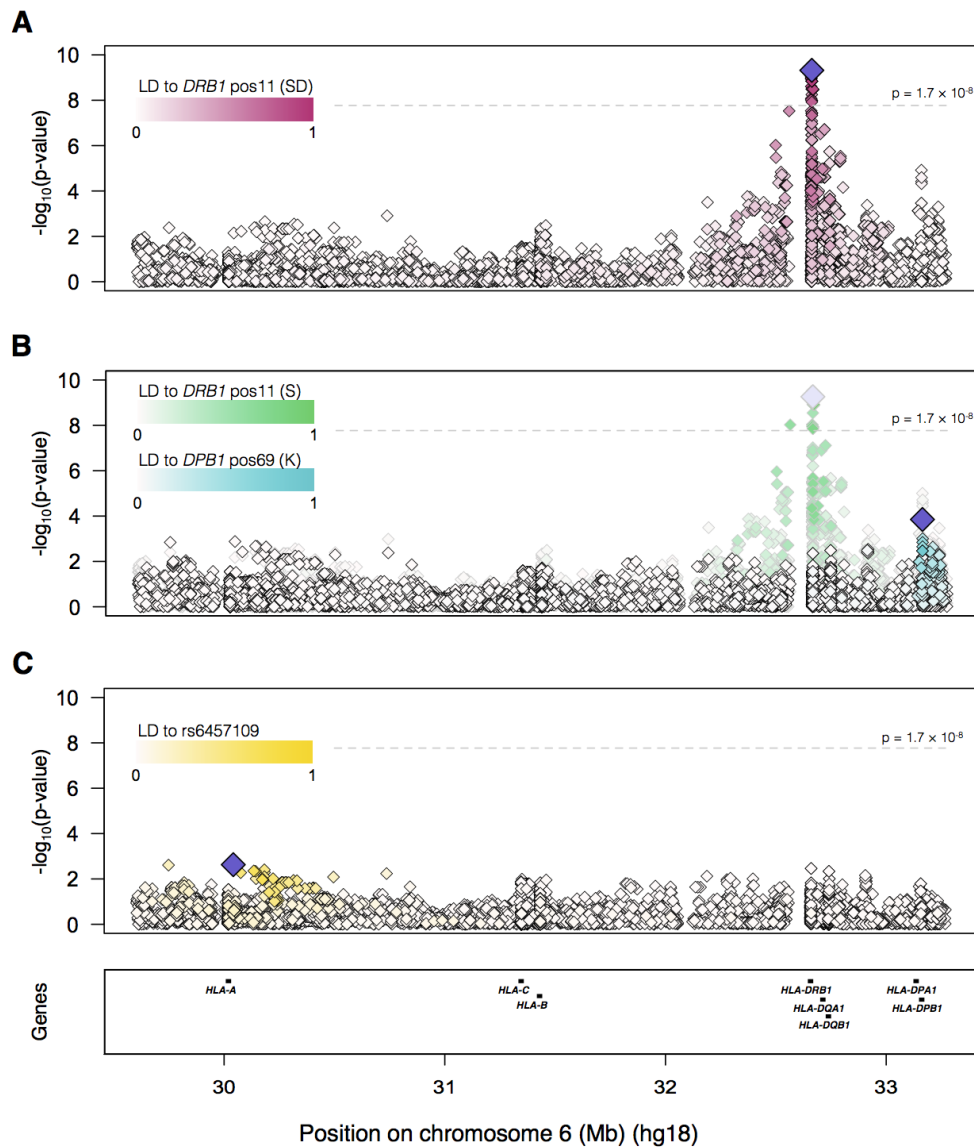 A
10
8
6
4
2
0
-log10(p-value)
LD to DRB1 pos11 (SD)
0 1
p = 1.7 × 10-8
B
10
8
6
4
2
0
-log10(p-value)
LD to DRB1 pos11 (S)
0 1
LD to DPB1 pos69 (K)
0 1
p = 1.7 × 10-8
C
10
8
6
4
2
0
-log10(p-value)
LD to rs6457109
0 1
p = 1.7 × 10-8
Genes
HLA-A HLA-C HLA-DRB1 HLA-DPA1
HLA-B HLA-DQA1 HLA-DPB1
HLA-DQB1
30 31 32 33
Position on chromosome 6 (Mb) (hg18)